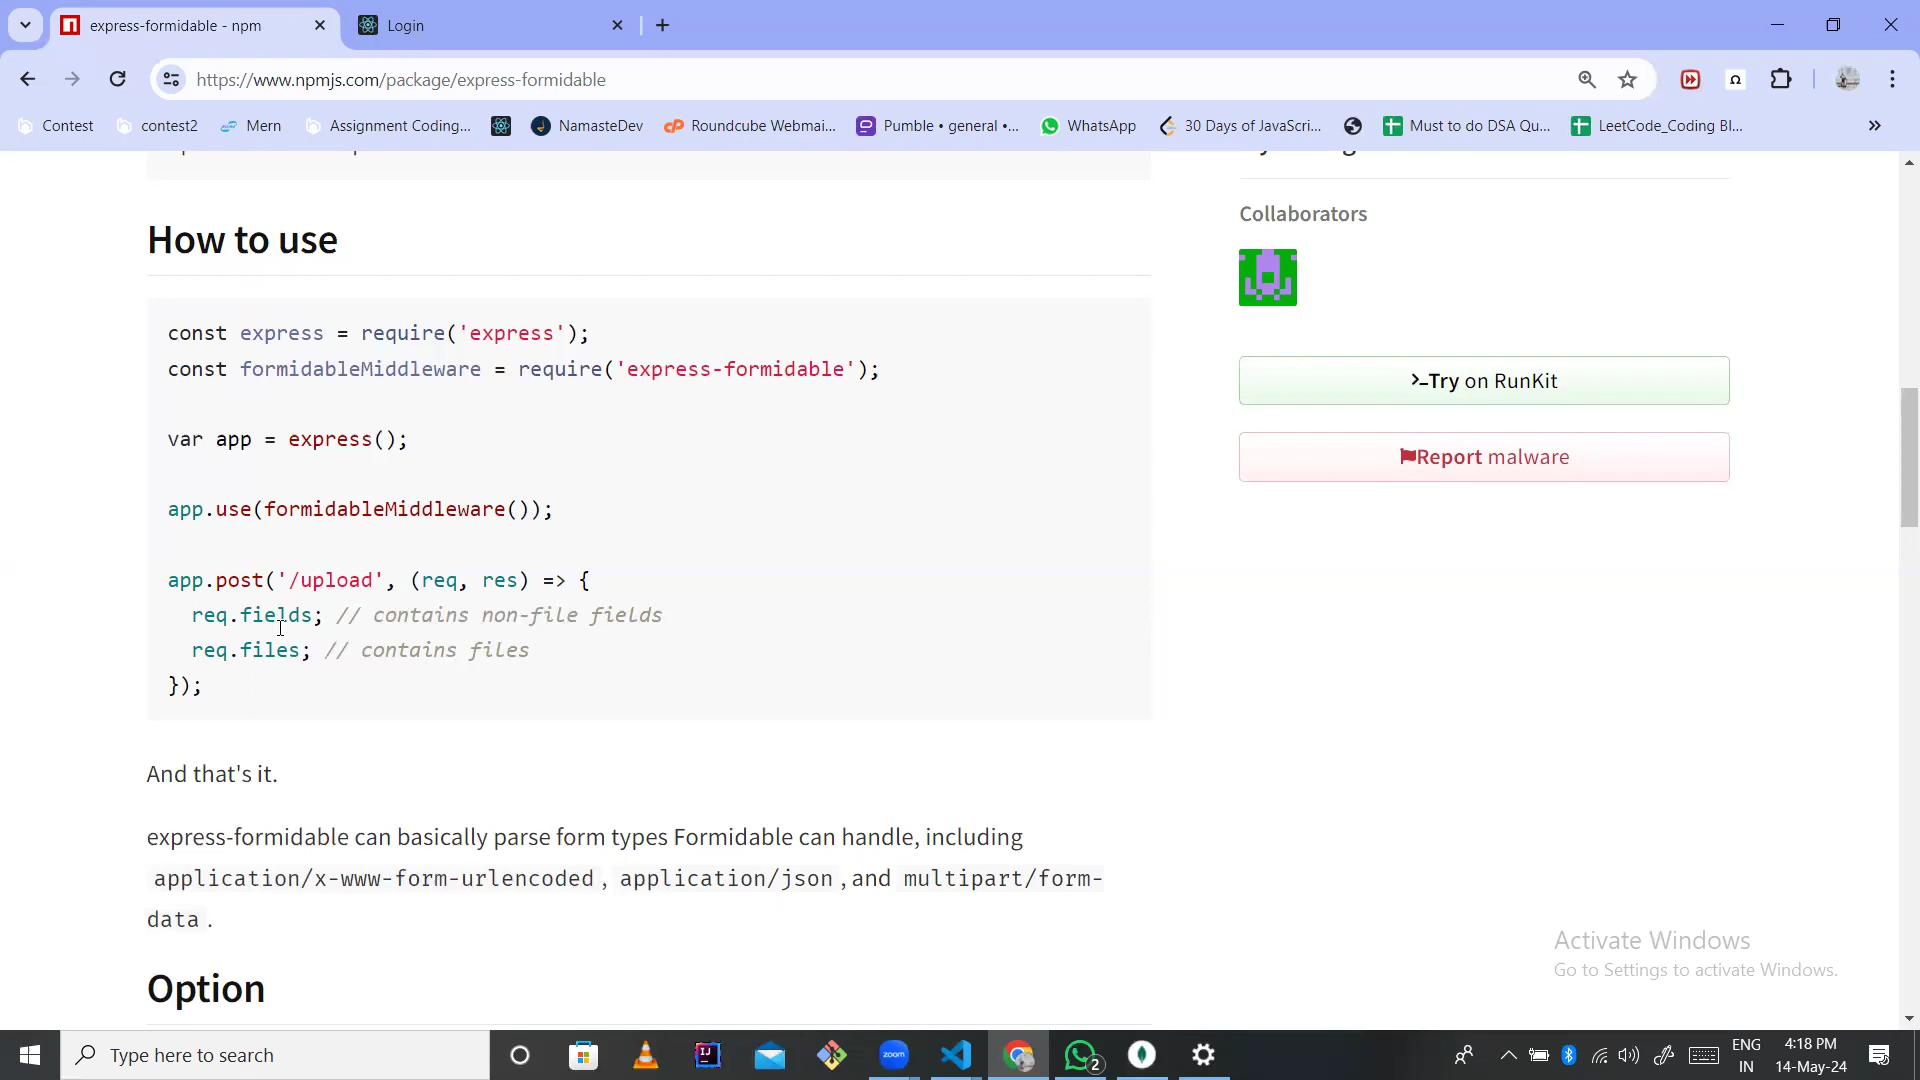 express-formidable - npm
Login
https://www.npmjs.com/package/express-formidable
Contest
contest2
Mern
Assignment Coding...
NamasteDev
Roundcube Webmai...
Pumble • general •...
WhatsApp
30 Days of JavaScri...
Must to do DSA Qu...
LeetCode_Coding Bl...
»
Collaborators
How to use
const express = require('express');
const formidableMiddleware = require('express-formidable');
var app = express();
app.use(formidableMiddleware());
app.post('/upload', (req, res) => {
req.fields; // contains non-file fields
req.files; // contains files
});
>-Try on RunKit
Report malware
And that's it.
express-formidable can basically parse form types Formidable can handle, including
application/x-www-form-urlencoded, application/json, and multipart/form-
data.
Option
Activate Windows
Go to Settings to activate Windows.
Type here to search
zoom
2
ENG
IN
4:18 PM
14-May-24